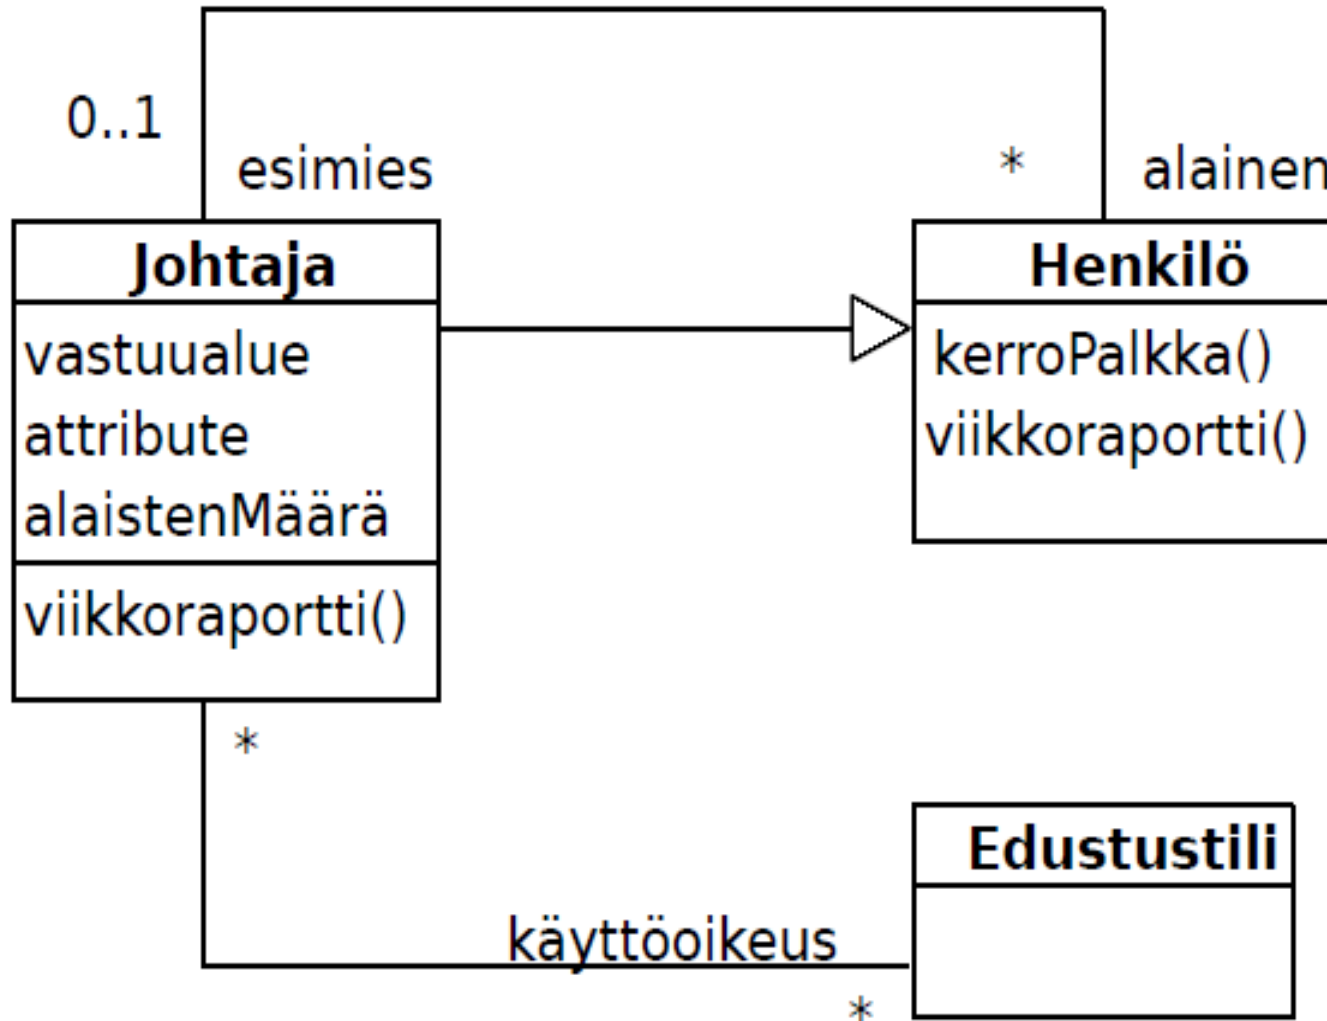 0..1
esimies
*
alainen
Johtaja
vastuualue
attribute
alaistenMäärä
viikkoraportti()
Henkilö
kerroPalkka()
viikkoraportti()
*
käyttöoikeus
*
Edustustili